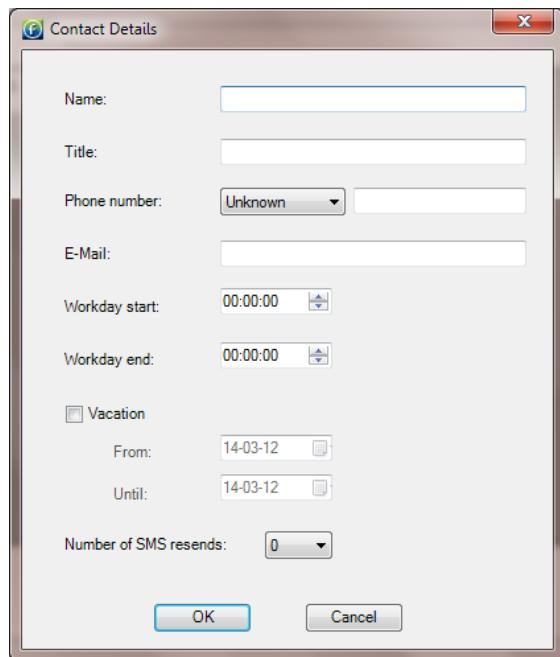 Contact Details
Name:
Title:
Phone number: Unknown
E-Mail:
Workday start: 00:00:00
Workday end: 00:00:00
Vacation
From: 14-03-12
Until: 14-03-12
Number of SMS resends: 0
OK Cancel